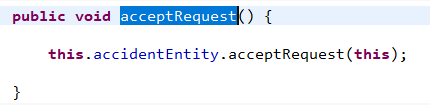 public void acceptRequest() {
this.accidentEntity.acceptRequest(this);
}